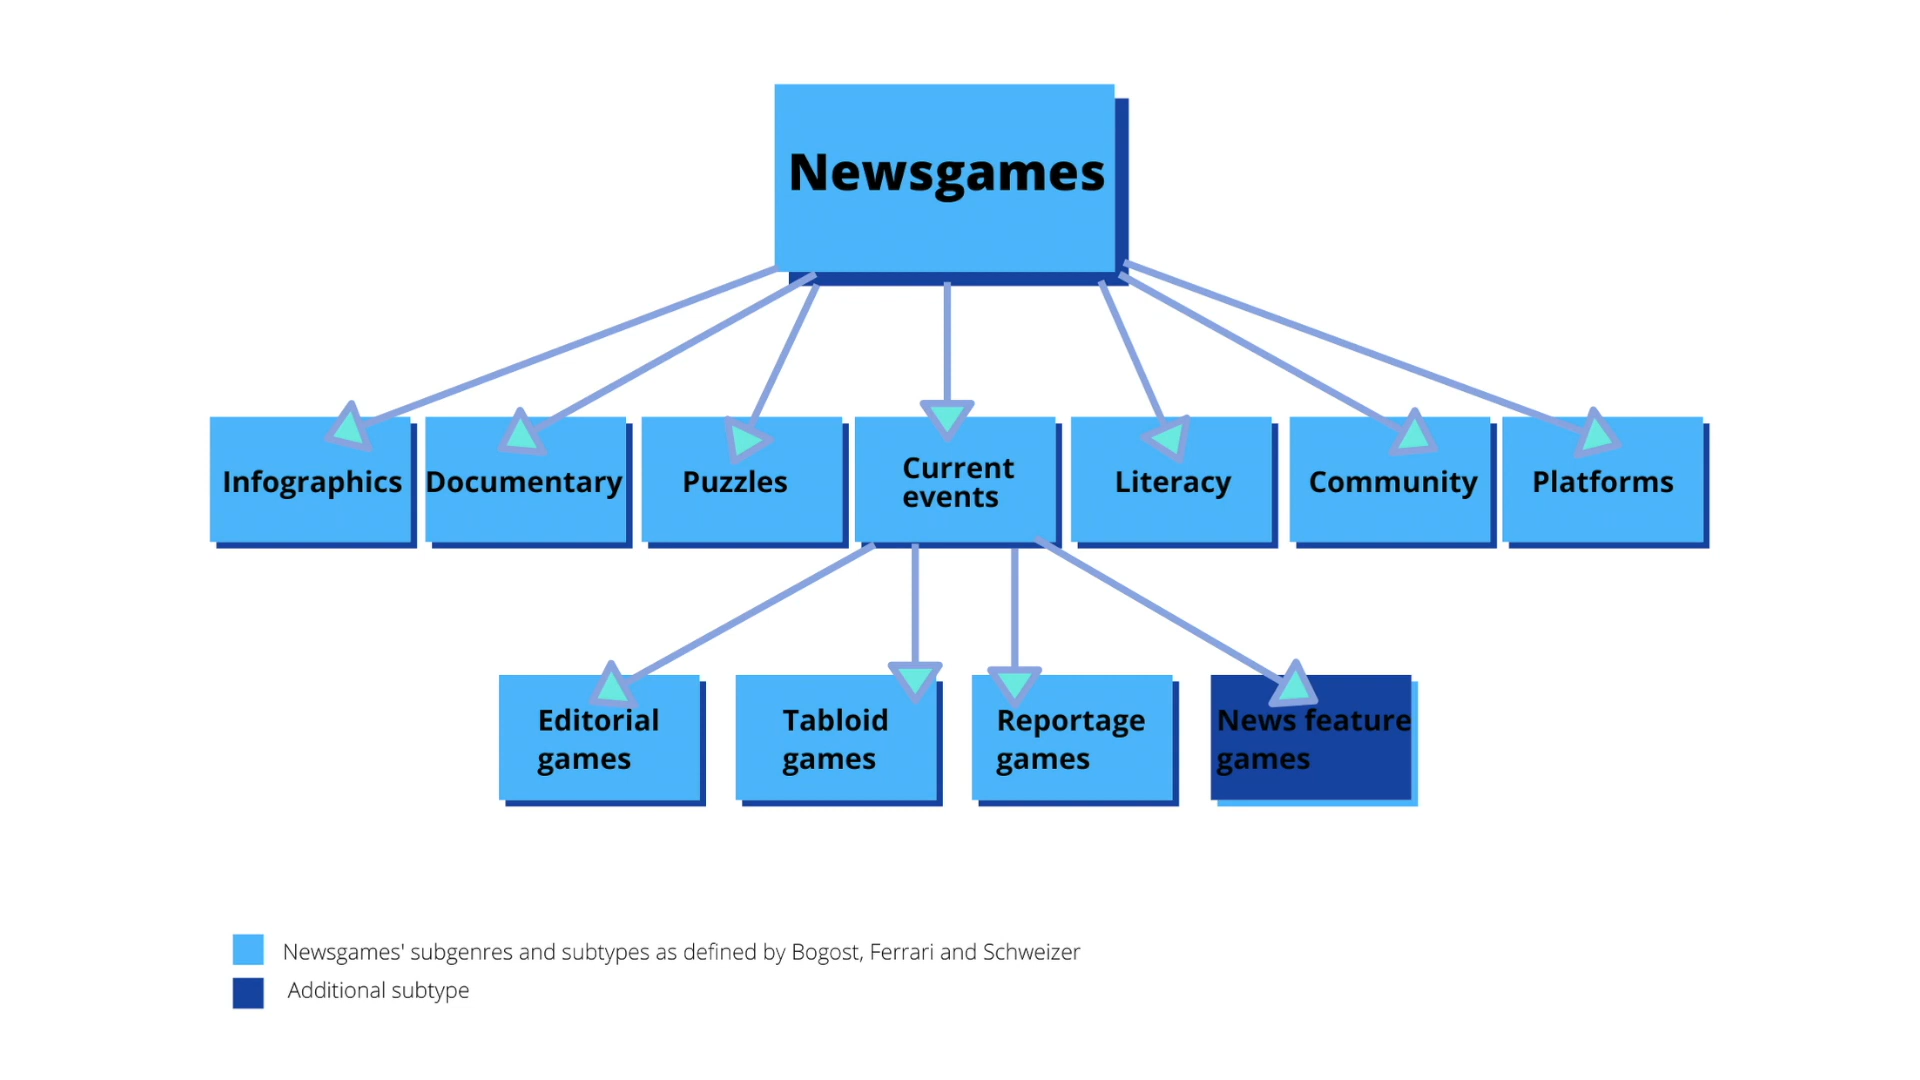 Newsgames
Infographics
Documentary
Puzzles
Current
events
Literacy
Community
Platforms
Editorial
games
Tabloid
games
Reportage
games
News feature
games
Newsgames' subgenres and subtypes as defined by Bogost, Ferrari and Schweizer
Additional subtype